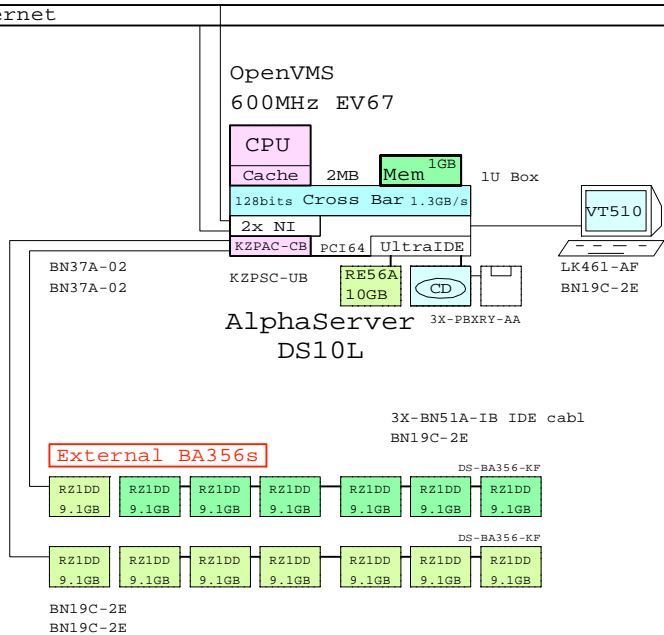 ernet
OpenVMS
600MHz EV67
CPU
Cache 2MB Mem 1GB 1U Box
128bits Cross Bar 1.3GB/s
2x NI
VT510
KZPAC-CB PCI64 UltraIDE
BN37A-02
BN37A-02
KZPSC-UB
RE56A
10GB
CD
LK461-AF
BN19C-2E
AlphaServer
DS10L
3X-PBXRY-AA
3X-BN51A-IB IDE cabl
BN19C-2E
External BA356s
DS-BA356-KF
RZ1DD RZ1DD RZ1DD RZ1DD RZ1DD RZ1DD RZ1DD
9.1GB 9.1GB 9.1GB 9.1GB 9.1GB 9.1GB 9.1GB
DS-BA356-KF
RZ1DD RZ1DD RZ1DD RZ1DD RZ1DD RZ1DD RZ1DD
9.1GB 9.1GB 9.1GB 9.1GB 9.1GB 9.1GB 9.1GB
BN19C-2E
BN19C-2E